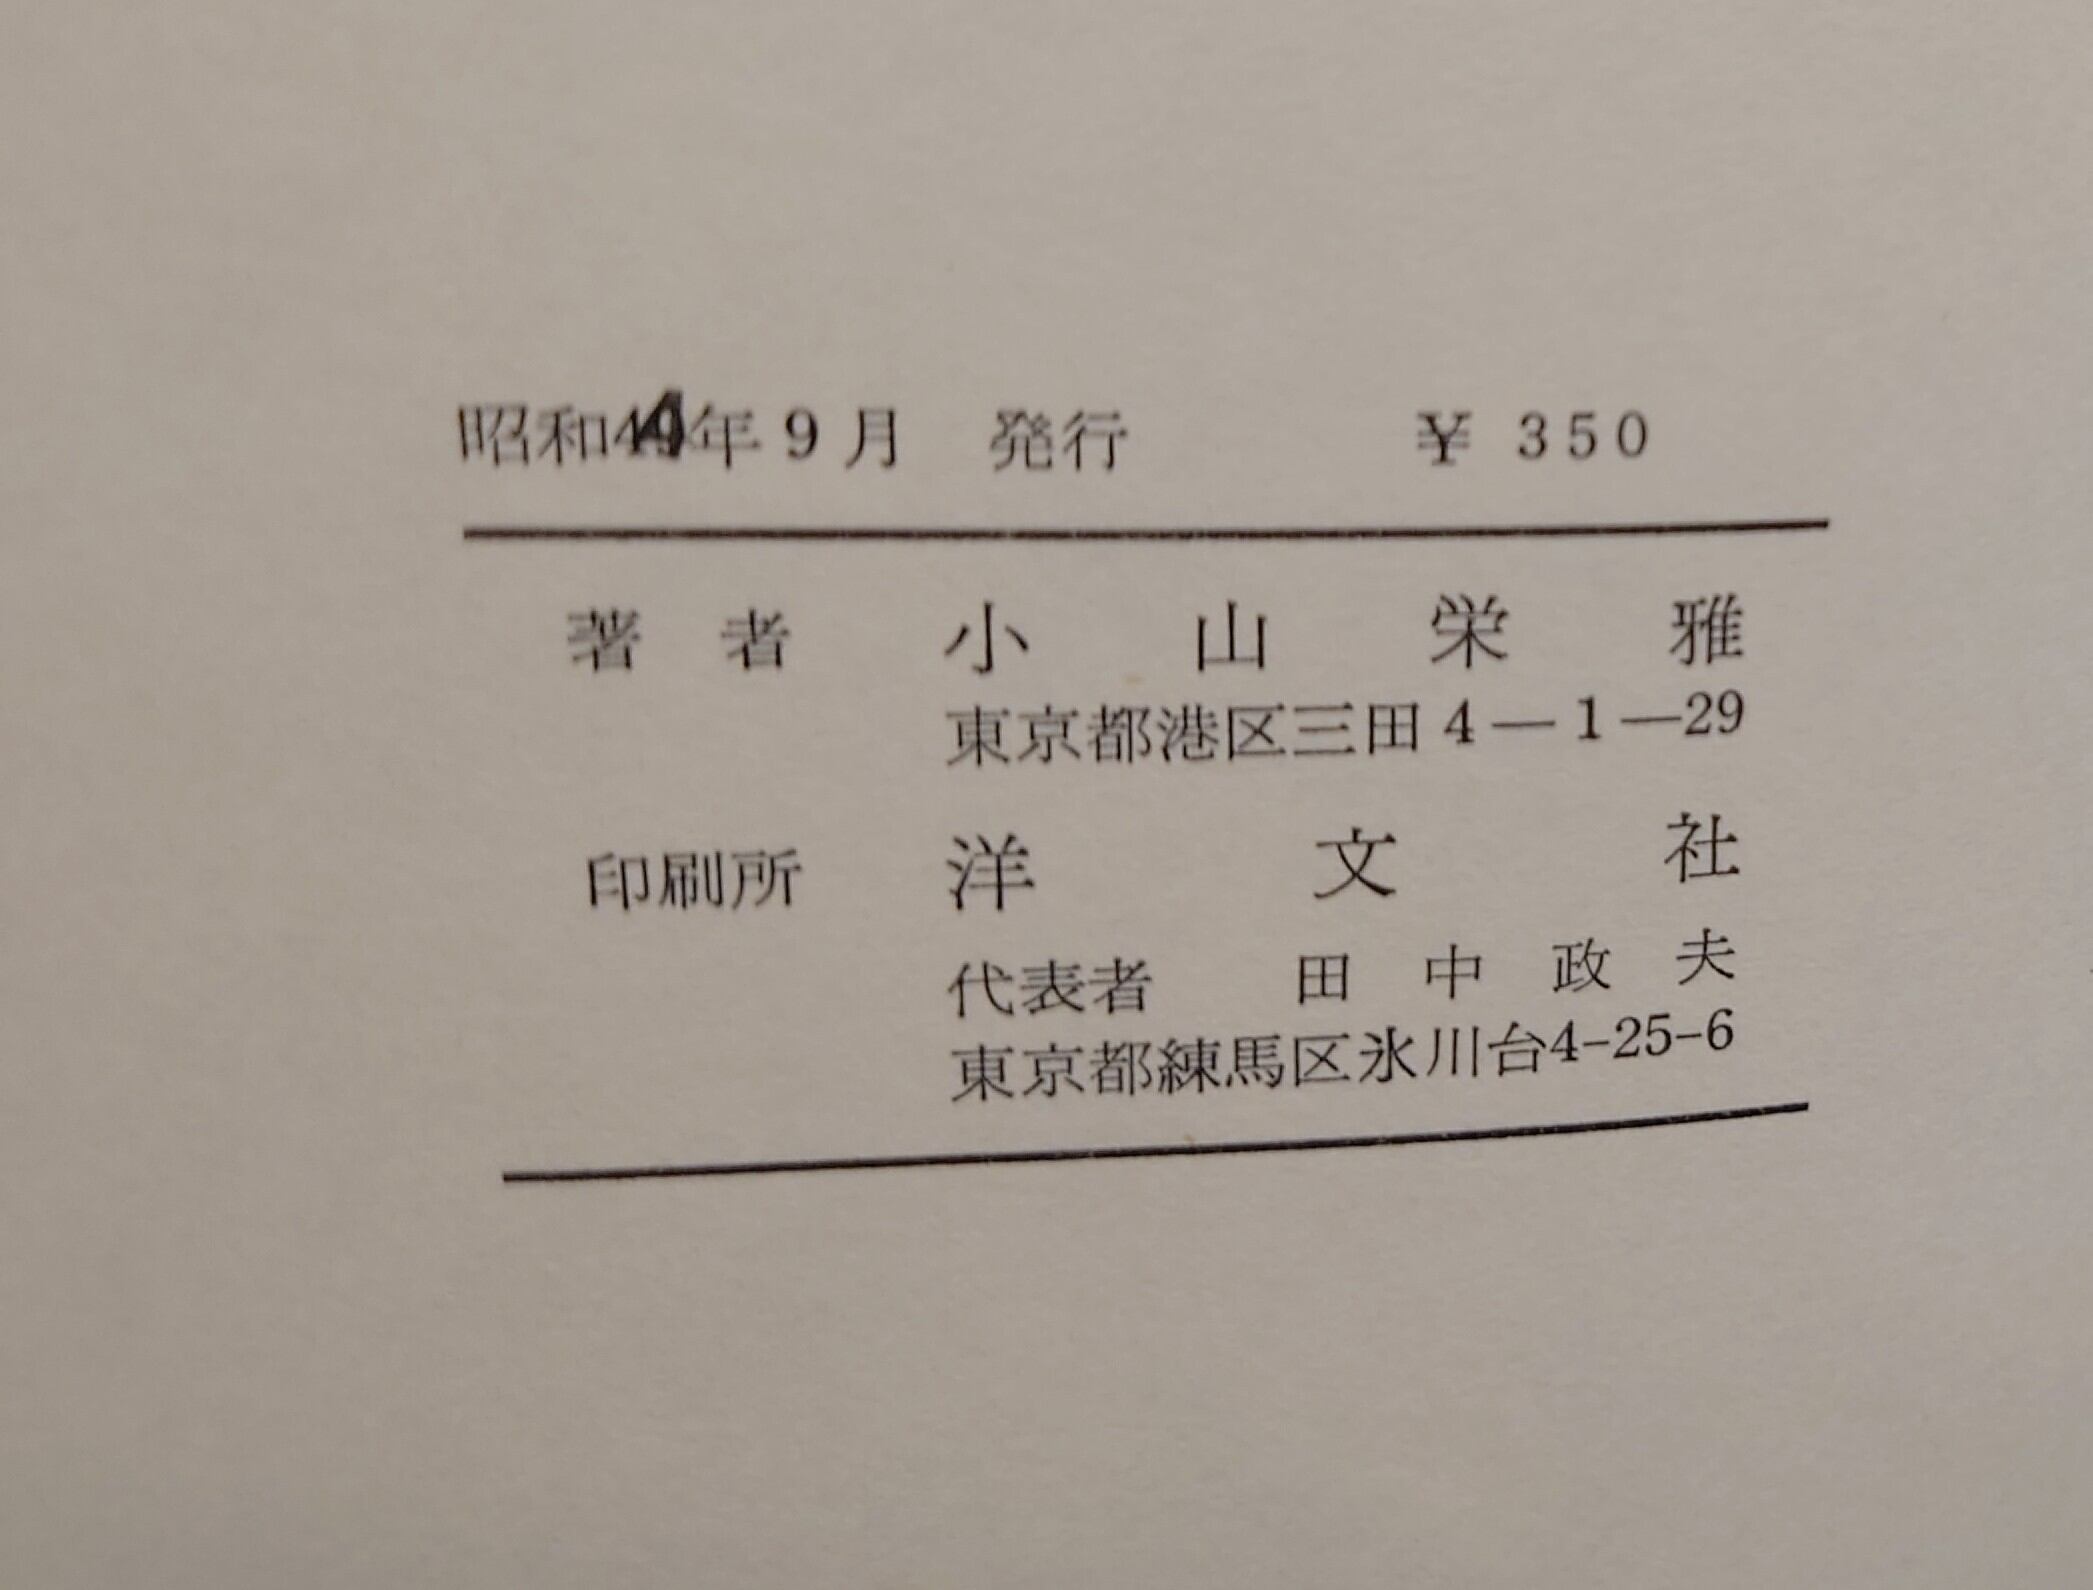 昭和4年9月　発行　¥ 350
著者　小山栄雅
東京都港区三田4―1―29
印刷所　洋文社
代表者　田中政夫
東京都練馬区氷川台4-25-6